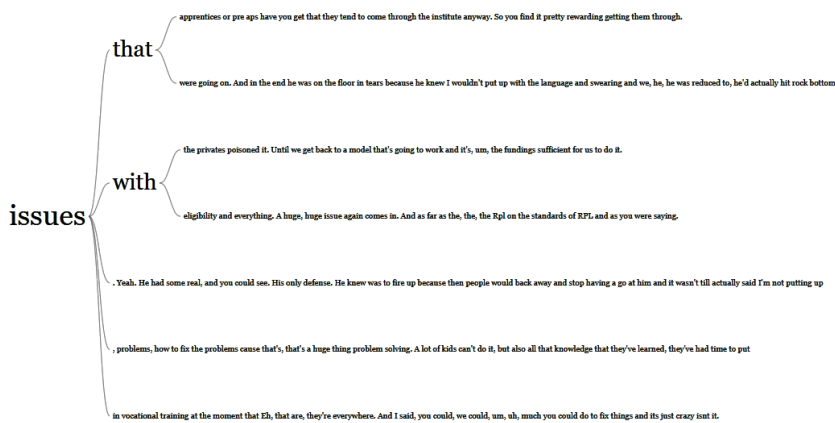 apprentices or pre aps have you get that they tend to come through the institute anyway. So you find it pretty rewarding getting them through.
that
were going on. And in the end he was on the floor in tears because he knew I wouldn't put up with the language and swearing and we, he, he was reduced to, he'd actually hit rock bottom
the privates poisoned it. Until we get back to a model that's going to work and it's, um, the fundings sufficient for us to do it.
with
issues
eligibility and everything. A huge, huge issue again comes in. And as far as the, the, the Rpl on the standards of RPL and as you were saying.
. Yeah. He had some real, and you could see. His only defense. He knew was to fire up because then people would back away and stop having a go at him and it wasn't till actually said I'm not putting up
, problems, how to fix the problems cause that's, that's a huge thing problem solving. A lot of kids can't do it, but also all that knowledge that they've learned, they've had time to put
in vocational training at the moment that Eh, that are, they're everywhere. And I said, you could, we could, um, uh, much you could do to fix things and its just crazy isnt it.